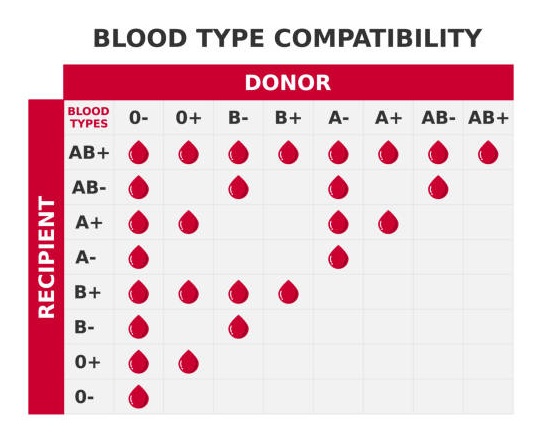 BLOOD TYPE COMPATIBILITY
DONOR
RECIPIENT
BLOOD
TYPES
0- 0+ B- B+ A- A+ AB- AB+
AB+
AB-
A+
A-
B+
B-
0+
0-